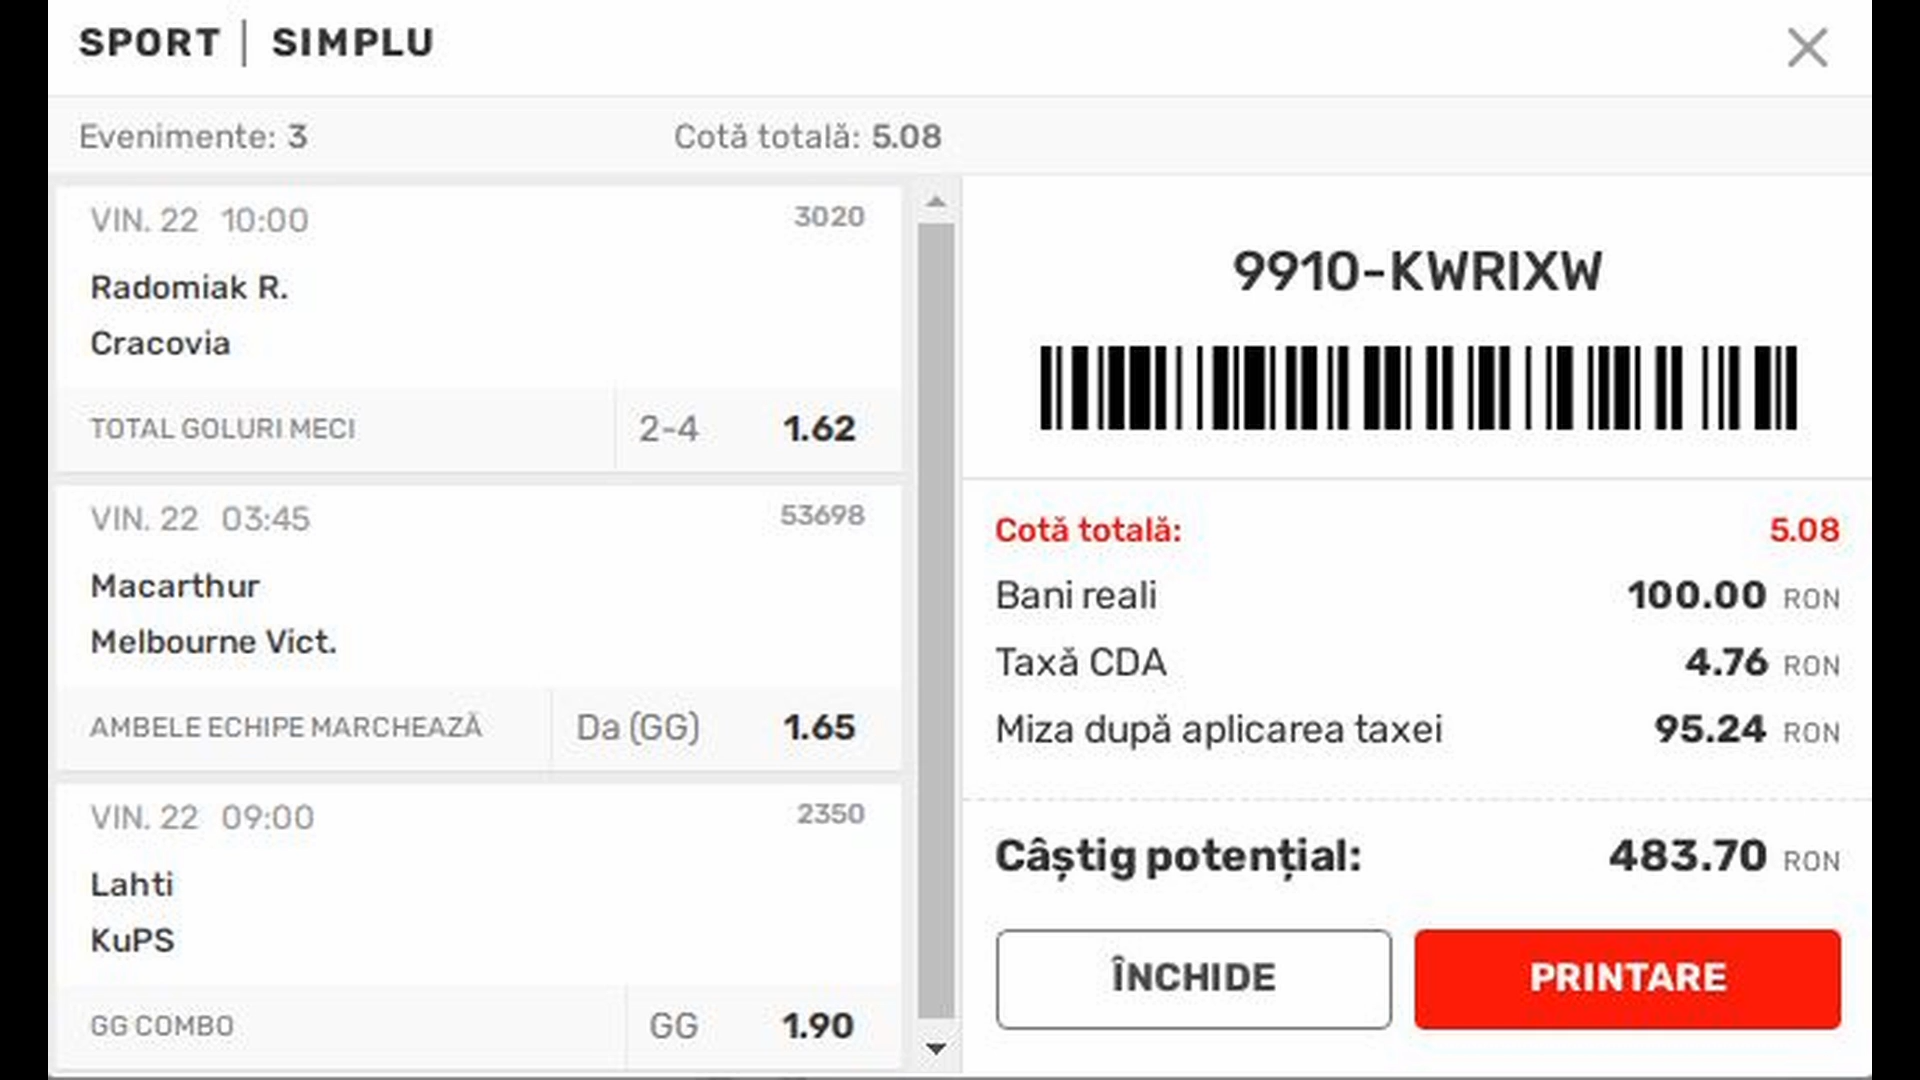 SPORT | SIMPLU
Evenimente: 3 Cotă totală: 5.08
VIN. 22 10:00 3020
Radomiak R.
Cracovia
TOTAL GOLURI MECI 2-4 1.62
VIN. 22 03:45 53698
Macarthur
Melbourne Vict.
AMBELE ECHIPE MARCHEAZĂ Da (GG) 1.65
VIN. 22 09:00 2350
Lahti
KuPS
GG COMBO GG 1.90
9910-KWRIXW
Cotă totală: 5.08
Bani reali 100.00 RON
Taxă CDA 4.76 RON
Miza după aplicarea taxei 95.24 RON
Câștig potențial: 483.70 RON
ÎNCHIDE PRINTARE